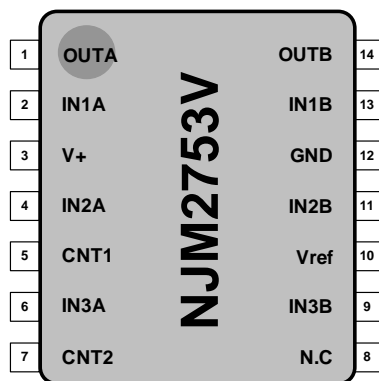 1 OUTA OUTB 14
2 IN1A IN1B 13
3 V+ GND 12
4 IN2A IN2B 11
5 CNT1 Vref 10
6 IN3A IN3B 9
7 CNT2 N.C 8
NJM2753V